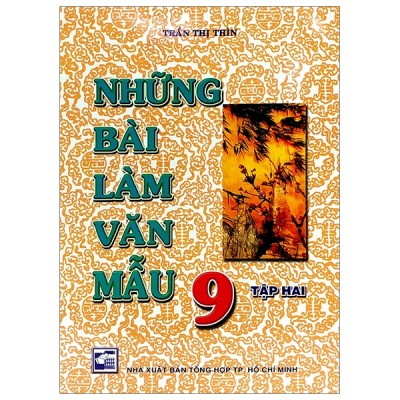 TRẦN THỊ THÌN
NHỮNG
BÀI
LÀM
VĂN
MẪU
9
TẬP HAI
NHÀ XUẤT BẢN TỔNG HỢP TP. HỒ CHÍ MINH